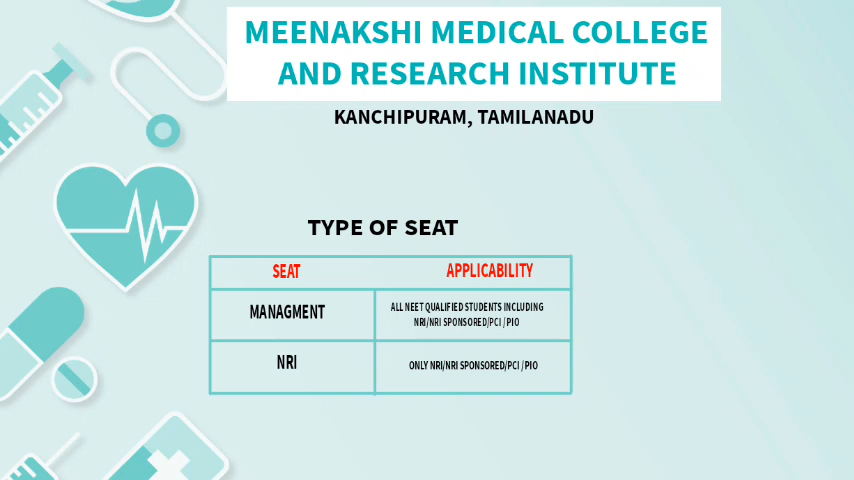 MEENAKSHI MEDICAL COLLEGE
AND RESEARCH INSTITUTE
KANCHIPURAM, TAMILANADU
TYPE OF SEAT
SEAT APPLICABILITY
MANAGMENT ALL NEET QUALIFIED STUDENTS INCLUDING
NRI/NRI SPONSORED/PCI / PIO
NRI ONLY NRI/NRI SPONSORED/PCI / PIO